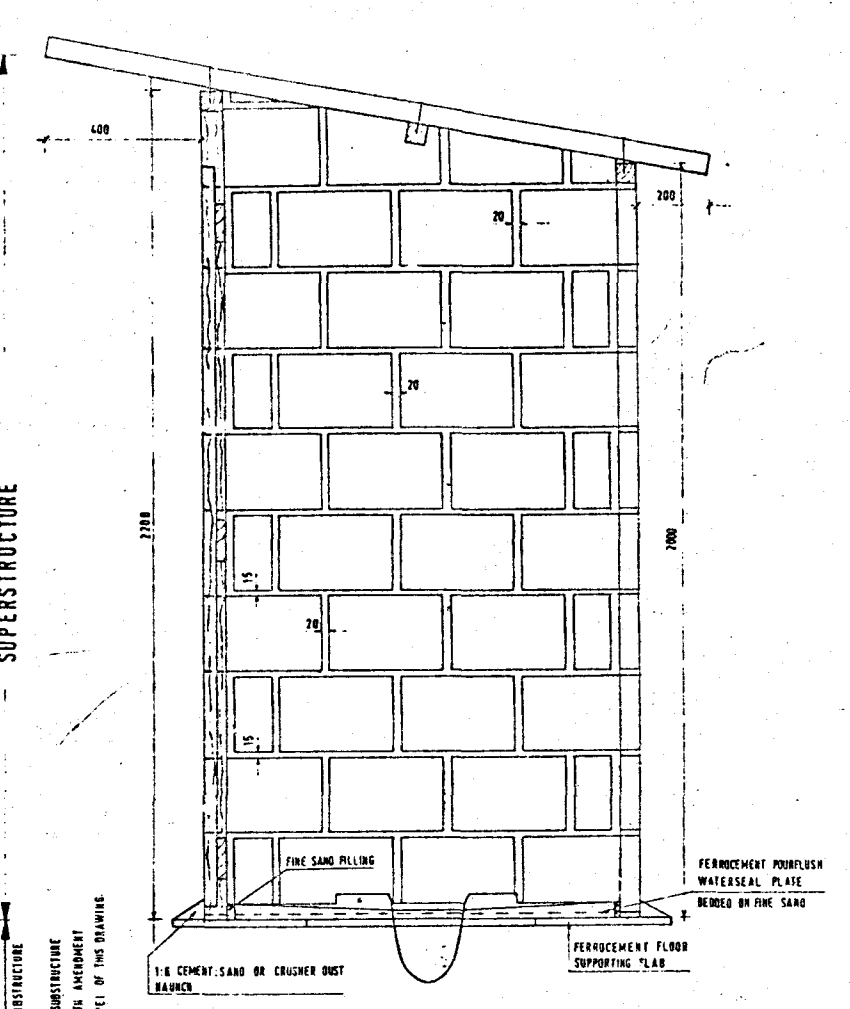 400
200
20
20
2200
2000
SUPERSTRUCTURE
15
20
15
FINE SAND FILLING
FERROCEMENT POURFLUSH
WATERSEAL PLATE
BEDDED ON FINE SAND
FERROCEMENT FLOOR
SUPPORTING SLAB
1:6 CEMENT:SAND OR CRUSHER DUST
HAUNCH
BSTRUCTURE
SUBSTRUCTURE
TH AMENDMENT
OF THIS DRAWING.